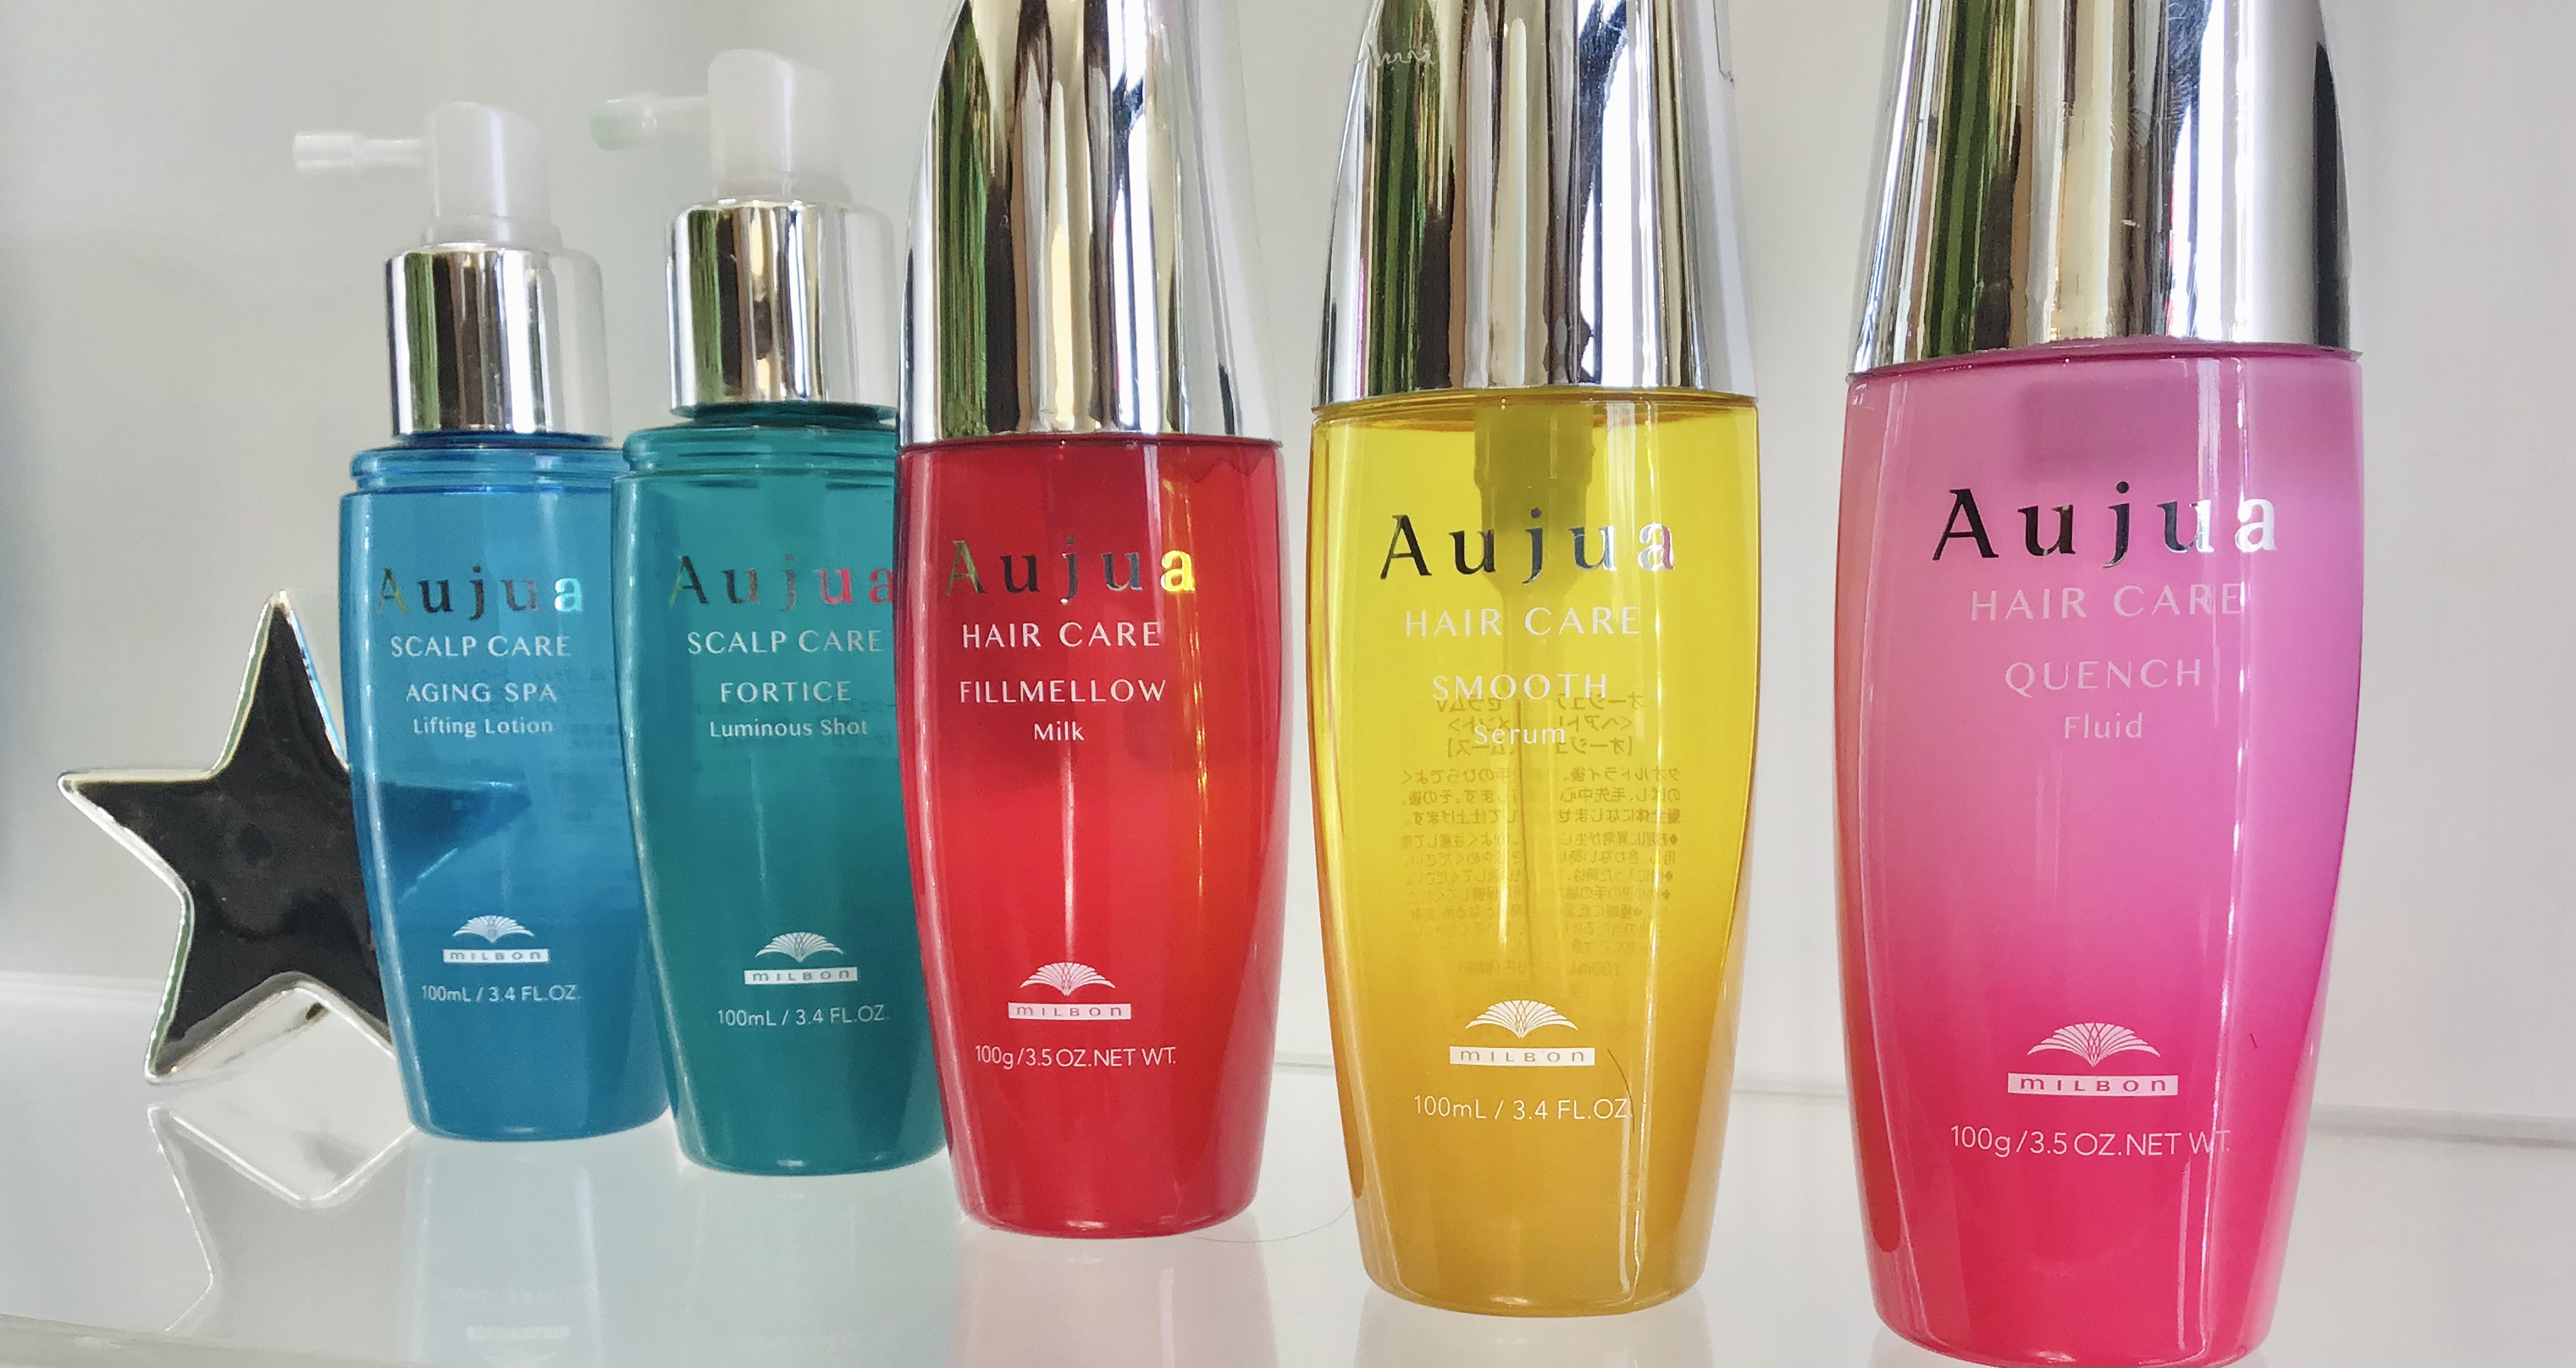 Aujua
SCALP CARE
AGING SPA
Lifting Lotion
MILBON
100mL / 3.4 FL.OZ.
Aujua
SCALP CARE
FORTICE
Luminous Shot
MILBON
100mL / 3.4 FL.OZ.
Aujua
HAIR CARE
FILLMELLOW
Milk
MILBON
100g/3.5 OZ.NET WT.
Aujua
HAIR CARE
SMOOTH
Serum
MILBON
100mL / 3.4 FL.OZ.
Aujua
HAIR CARE
QUENCH
Fluid
MILBON
100g/3.5 OZ.NET WT.